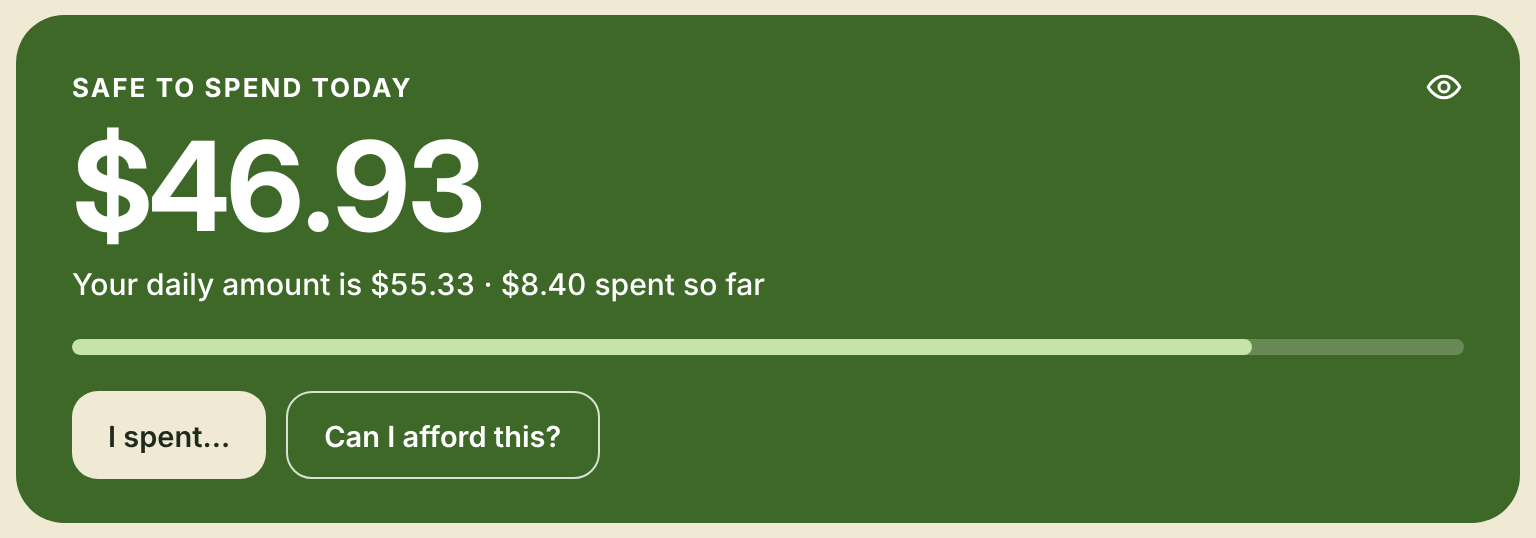 SAFE TO SPEND TODAY
$46.93
Your daily amount is $55.33 · $8.40 spent so far
I spent…
Can I afford this?